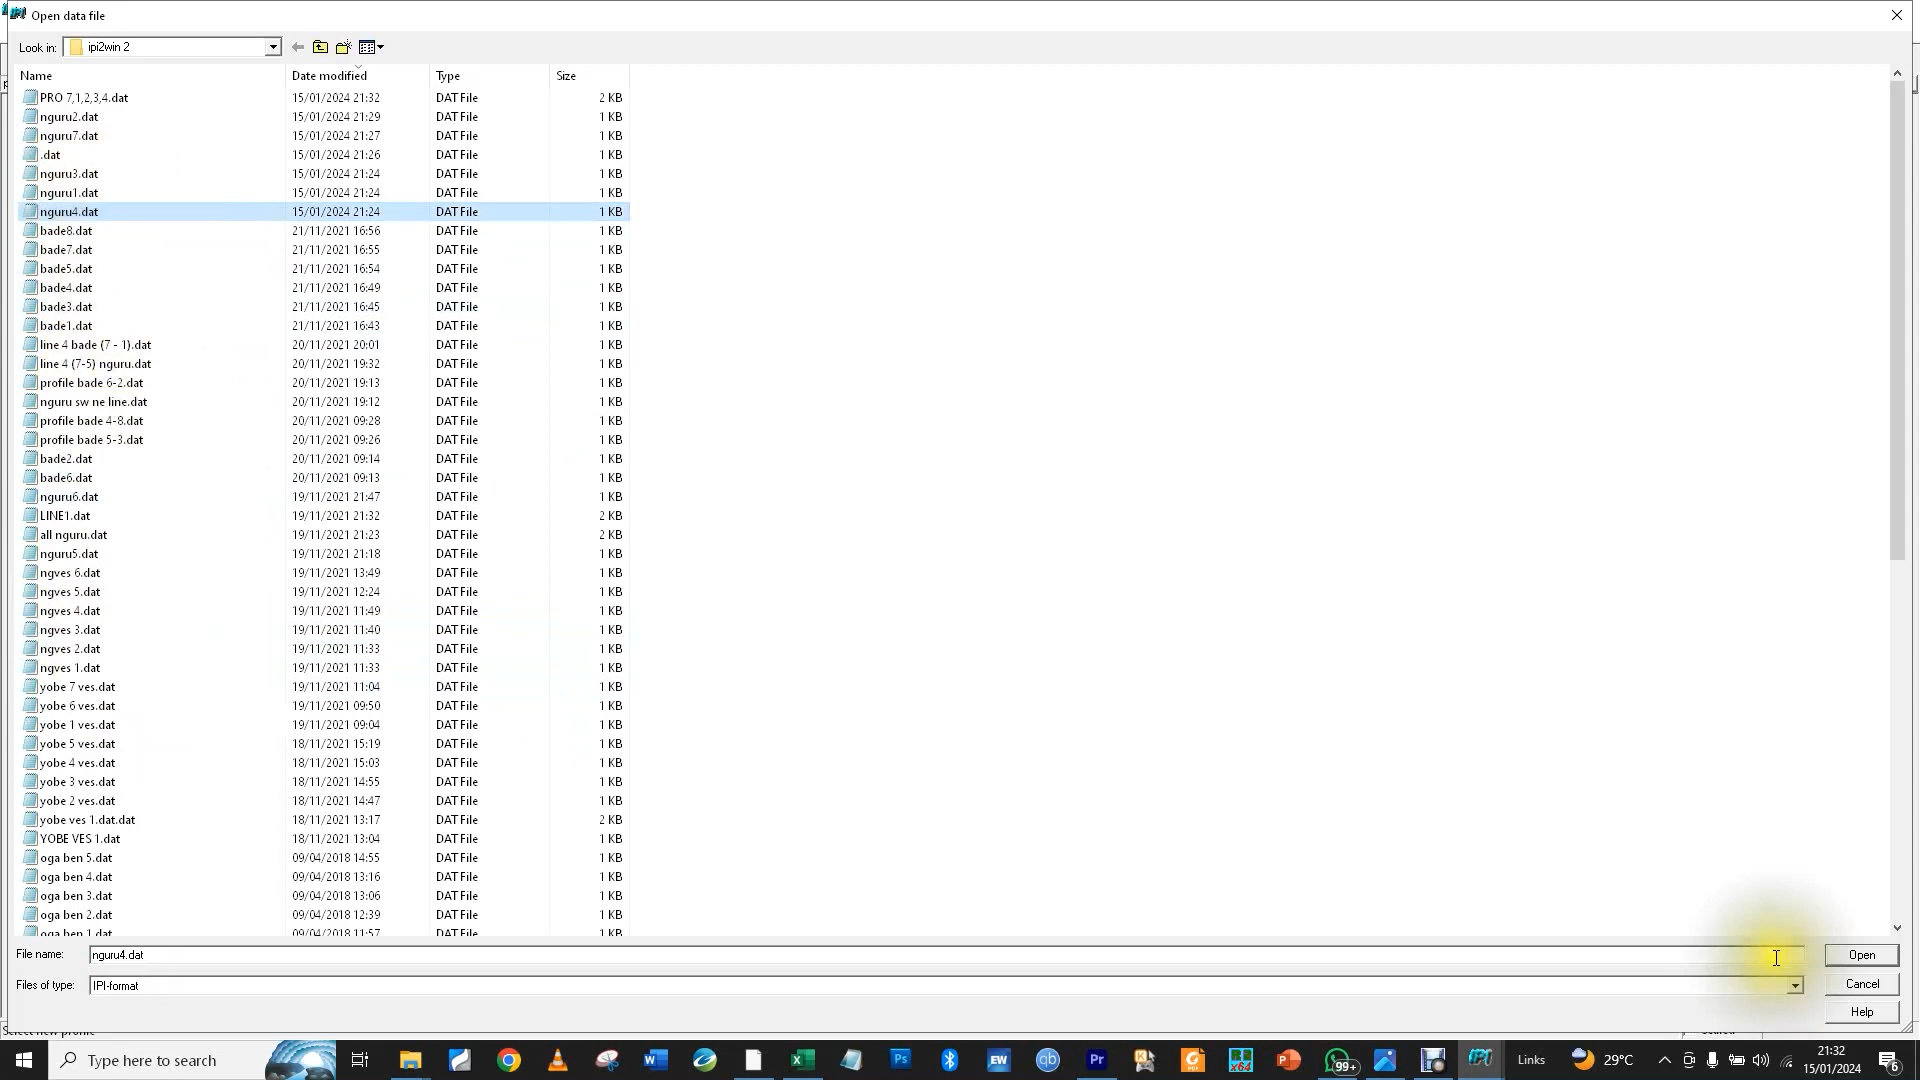 Open data file
Look in: ipi2win 2
Name Date modified Type Size
PRO 7,1,2,3,4.dat 15/01/2024 21:32 DAT File 2 KB
nguru2.dat 15/01/2024 21:29 DAT File 1 KB
nguru7.dat 15/01/2024 21:27 DAT File 1 KB
.dat 15/01/2024 21:26 DAT File 1 KB
nguru3.dat 15/01/2024 21:24 DAT File 1 KB
nguru1.dat 15/01/2024 21:24 DAT File 1 KB
nguru4.dat 15/01/2024 21:24 DAT File 1 KB
bade8.dat 21/11/2021 16:56 DAT File 1 KB
bade7.dat 21/11/2021 16:55 DAT File 1 KB
bade5.dat 21/11/2021 16:54 DAT File 1 KB
bade4.dat 21/11/2021 16:49 DAT File 1 KB
bade3.dat 21/11/2021 16:45 DAT File 1 KB
bade1.dat 21/11/2021 16:43 DAT File 1 KB
line 4 bade (7 - 1).dat 20/11/2021 20:01 DAT File 1 KB
line 4 (7-5) nguru.dat 20/11/2021 19:32 DAT File 1 KB
profile bade 6-2.dat 20/11/2021 19:13 DAT File 1 KB
nguru sw ne line.dat 20/11/2021 19:12 DAT File 1 KB
profile bade 4-8.dat 20/11/2021 09:28 DAT File 1 KB
profile bade 5-3.dat 20/11/2021 09:26 DAT File 1 KB
bade2.dat 20/11/2021 09:14 DAT File 1 KB
bade6.dat 20/11/2021 09:13 DAT File 1 KB
nguru6.dat 19/11/2021 21:47 DAT File 1 KB
LINE1.dat 19/11/2021 21:32 DAT File 2 KB
all nguru.dat 19/11/2021 21:23 DAT File 2 KB
nguru5.dat 19/11/2021 21:18 DAT File 1 KB
ngves 6.dat 19/11/2021 13:49 DAT File 1 KB
ngves 5.dat 19/11/2021 12:24 DAT File 1 KB
ngves 4.dat 19/11/2021 11:49 DAT File 1 KB
ngves 3.dat 19/11/2021 11:40 DAT File 1 KB
ngves 2.dat 19/11/2021 11:33 DAT File 1 KB
ngves 1.dat 19/11/2021 11:33 DAT File 1 KB
yobe 7 ves.dat 19/11/2021 11:04 DAT File 1 KB
yobe 6 ves.dat 19/11/2021 09:50 DAT File 1 KB
yobe 1 ves.dat 19/11/2021 09:04 DAT File 1 KB
yobe 5 ves.dat 18/11/2021 15:19 DAT File 1 KB
yobe 4 ves.dat 18/11/2021 15:03 DAT File 1 KB
yobe 3 ves.dat 18/11/2021 14:55 DAT File 1 KB
yobe 2 ves.dat 18/11/2021 14:47 DAT File 1 KB
yobe ves 1.dat.dat 18/11/2021 13:17 DAT File 2 KB
YOBE VES 1.dat 18/11/2021 13:04 DAT File 1 KB
oga ben 5.dat 09/04/2018 14:55 DAT File 1 KB
oga ben 4.dat 09/04/2018 13:16 DAT File 1 KB
oga ben 3.dat 09/04/2018 13:06 DAT File 1 KB
oga ben 2.dat 09/04/2018 12:39 DAT File 1 KB
oga ben 1.dat 09/04/2018 11:57 DAT File 1 KB
File name: nguru4.dat Open
Files of type: IPI-format Cancel
Help
Select new profile
Type here to search
99+
Links
29°C
21:32
15/01/2024
6